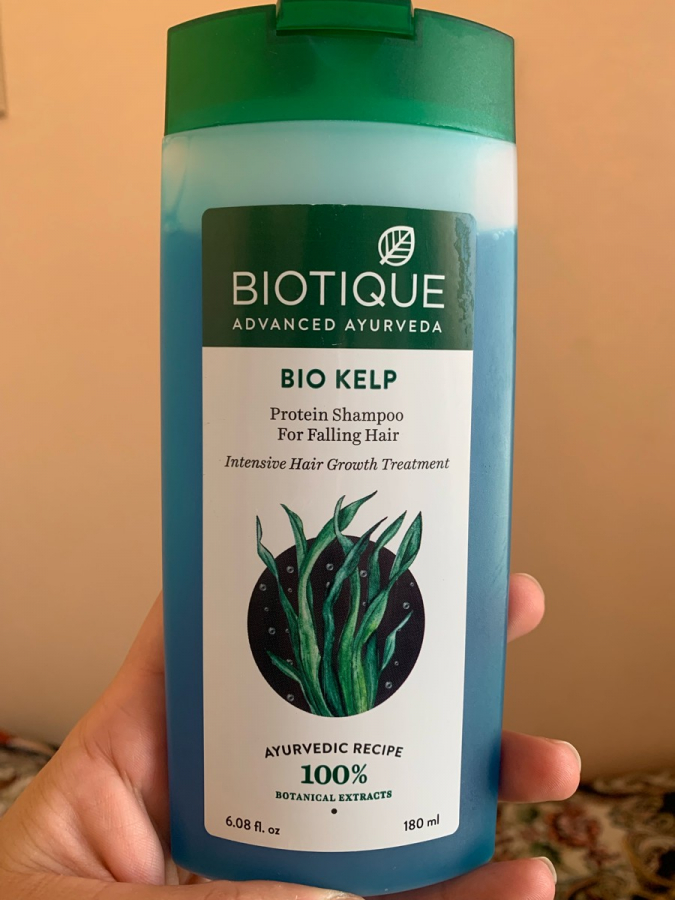 BIOTIQUE
ADVANCED AYURVEDA
BIO KELP
Protein Shampoo
For Falling Hair
Intensive Hair Growth Treatment
AYURVEDIC RECIPE
100%
BOTANICAL EXTRACTS
6.08 fl. oz 180 ml